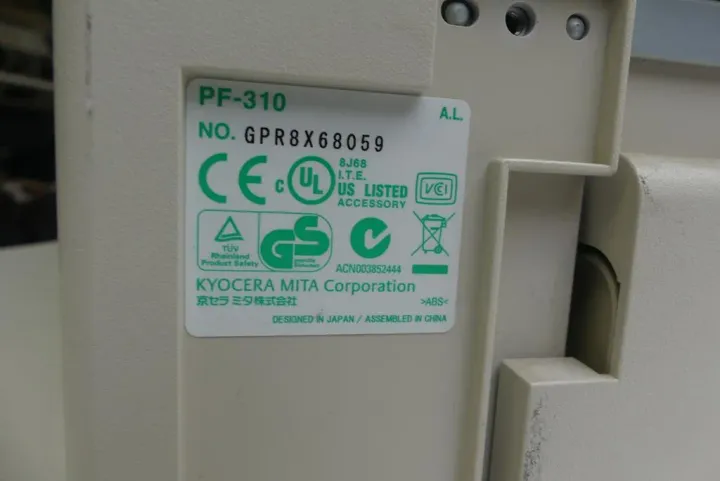 PF-310
A.L.
NO. GPR8X68059
CE
C UL US LISTED
8J68
I.T.E.
ACCESSORY
VCI
TÜV
Rheinland
Product Safety
GS
ACN003852444
KYOCERA MITA Corporation
京セラ ミタ株式会社
>ABS<
DESIGNED IN JAPAN / ASSEMBLED IN CHINA